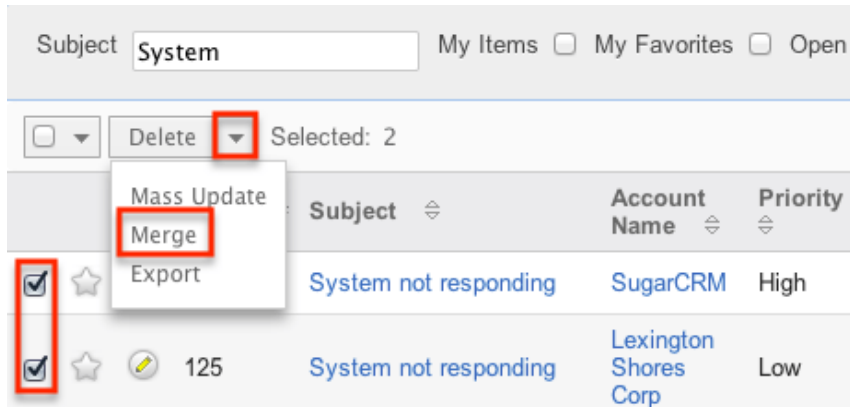 Subject System My Items My Favorites Open
Delete Selected: 2
Mass Update
Merge
Export
Subject Account Name Priority
System not responding SugarCRM High
125 System not responding Lexington Shores Corp Low